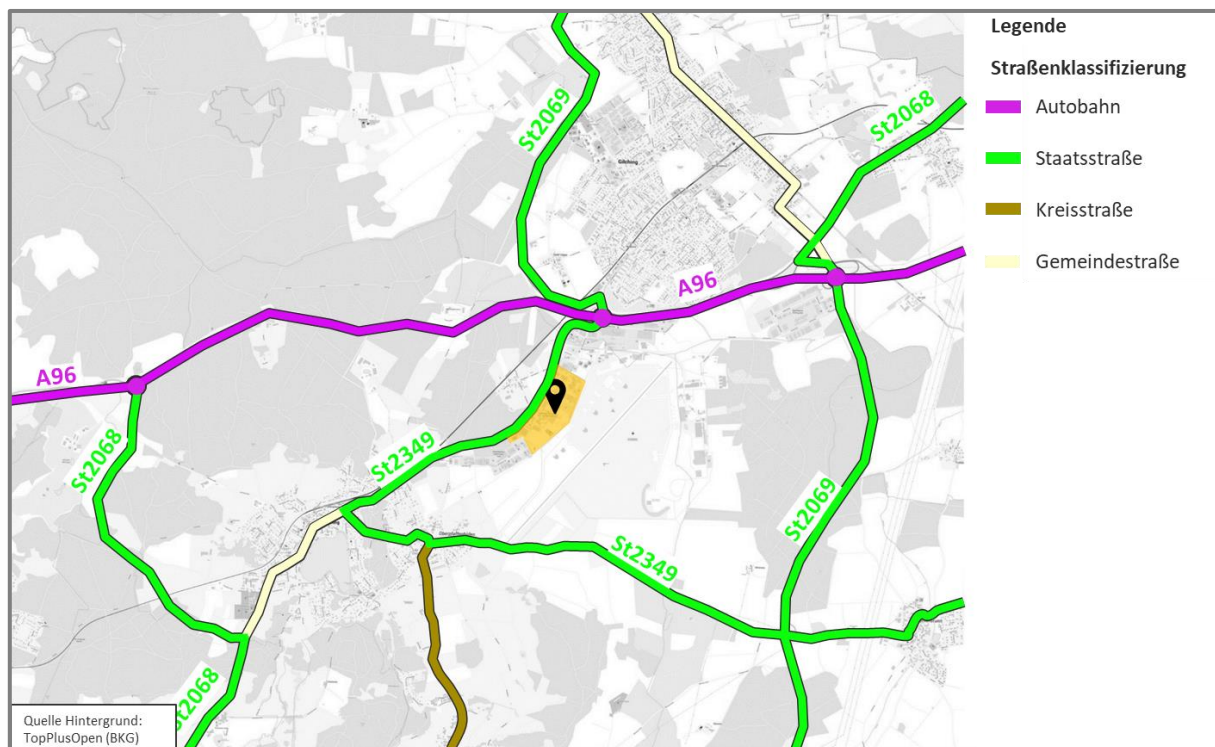 Legende
Straßenklassifizierung
Autobahn
Staatsstraße
Kreisstraße
Gemeindestraße
St2069
St2068
Gilching
A96
A96
St2068
St2349
St2069
St2349
St2068
Quelle Hintergrund:
TopPlusOpen (BKG)